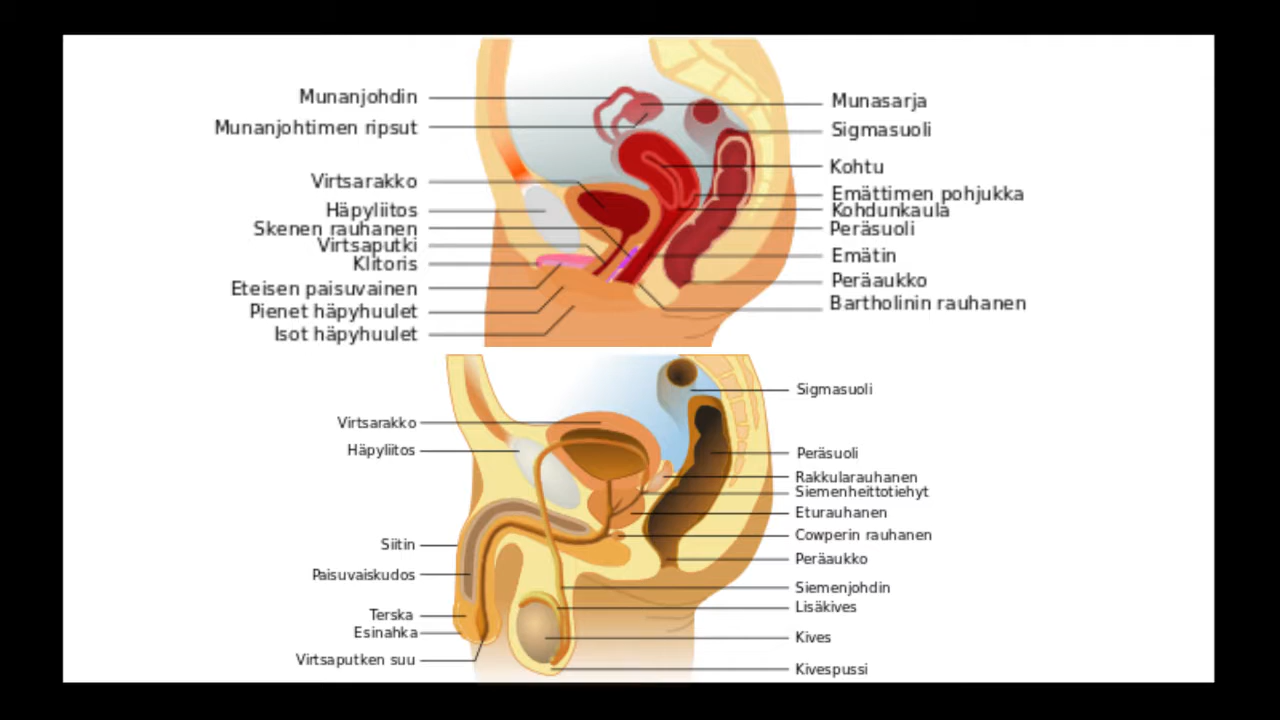 Munanjohdin
Munanjohtimen ripsut
Virtsarakko
Häpyliitos
Skenen rauhanen
Virtsaputki
Klitoris
Eteisen paisuvainen
Pienet häpyhuulet
Isot häpyhuulet
Munasarja
Sigmasuoli
Kohtu
Emättimen pohjukka
Kohdunkaula
Peräsuoli
Emätin
Peräaukko
Bartholinin rauhanen
Virtsarakko
Häpyliitos
Siitin
Paisuvaiskudos
Terska
Esinahka
Virtsaputken suu
Sigmasuoli
Peräsuoli
Rakkularauhanen
Siemenheittotiehyt
Eturauhanen
Cowperin rauhanen
Peräaukko
Siemenjohdin
Lisäkives
Kives
Kivespussi